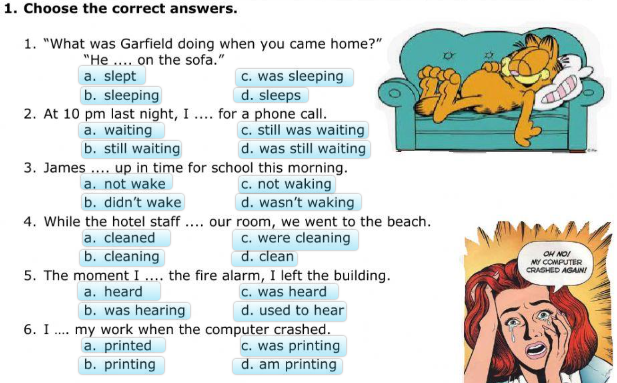 1. Choose the correct answers.
1. "What was Garfield doing when you came home?"
"He .... on the sofa."
a. slept c. was sleeping
b. sleeping d. sleeps
2. At 10 pm last night, I .... for a phone call.
a. waiting c. still was waiting
b. still waiting d. was still waiting
3. James .... up in time for school this morning.
a. not wake c. not waking
b. didn't wake d. wasn't waking
4. While the hotel staff .... our room, we went to the beach.
a. cleaned c. were cleaning
b. cleaning d. clean
5. The moment I .... the fire alarm, I left the building.
a. heard c. was heard
b. was hearing d. used to hear
6. I .... my work when the computer crashed.
a. printed c. was printing
b. printing d. am printing
OH NO!
MY COMPUTER
CRASHED AGAIN!